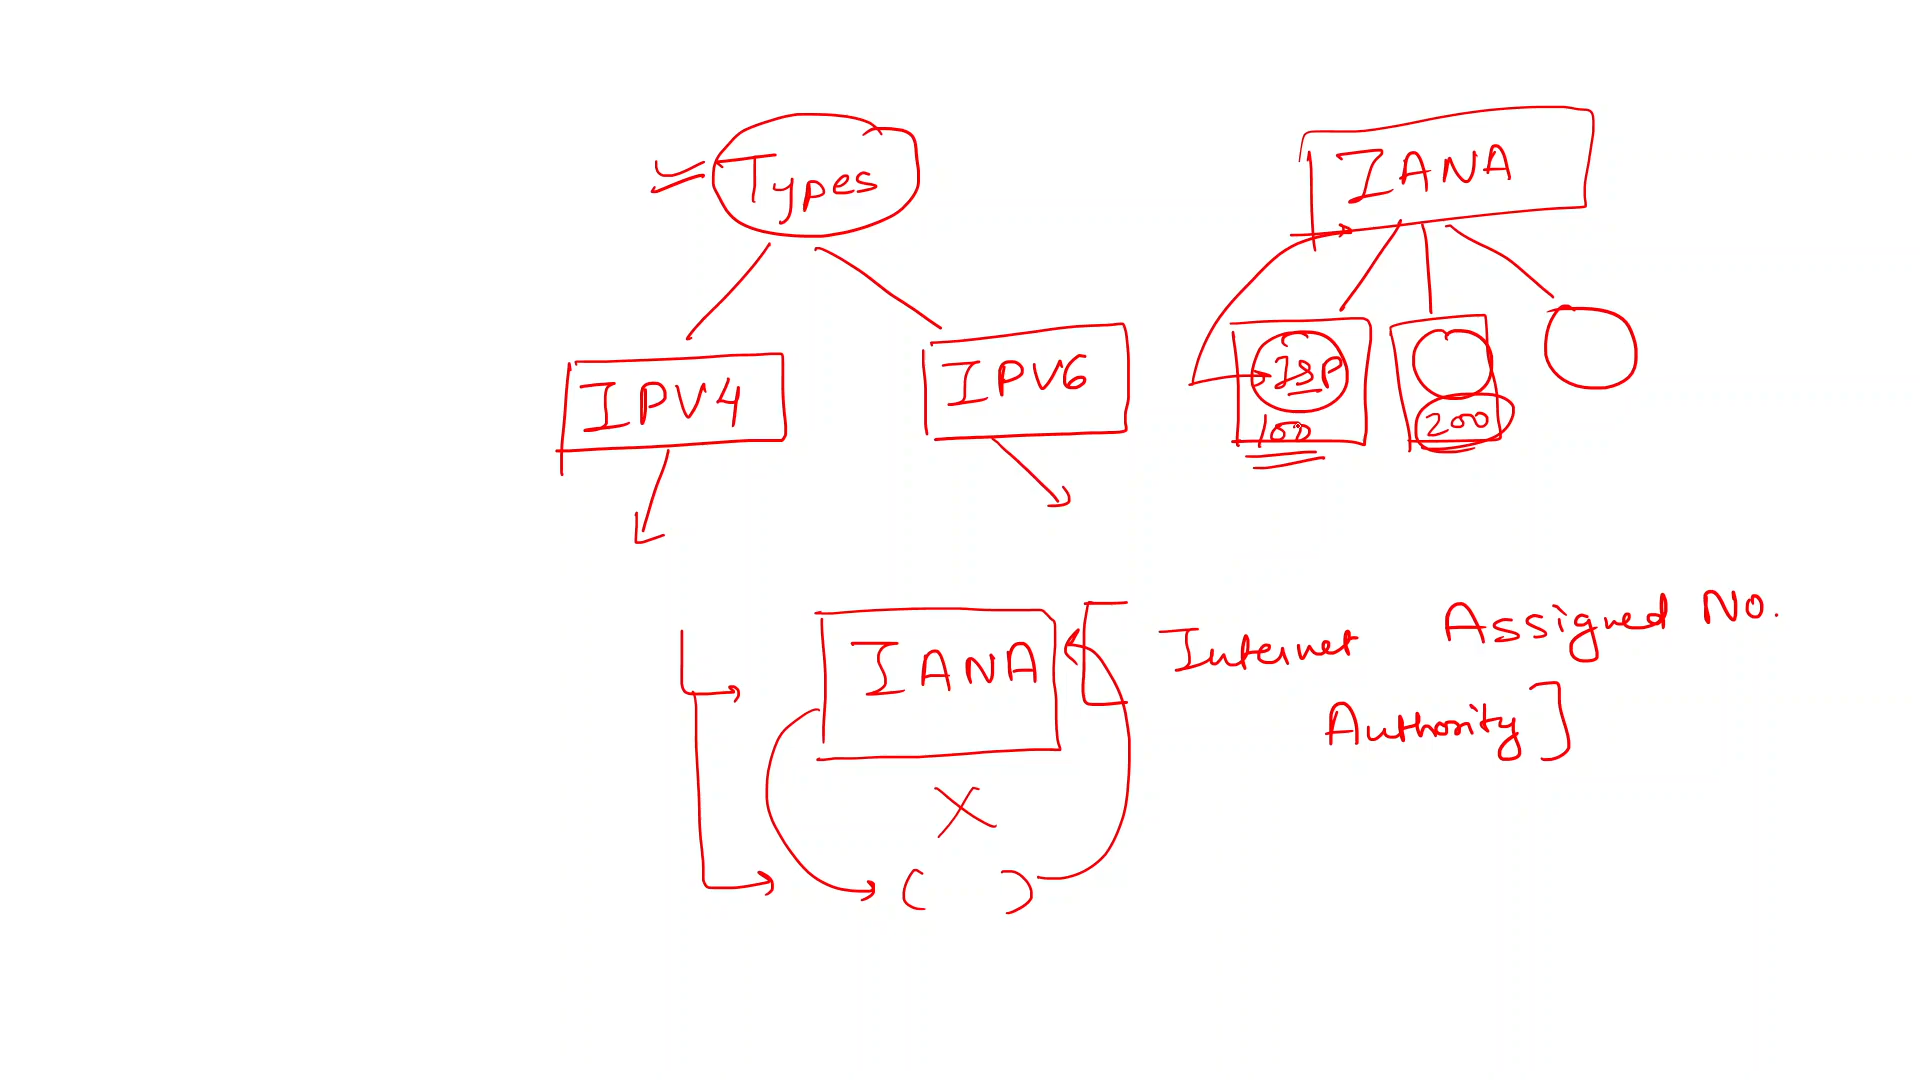 Types
IANA
IPV4
IPV6
ISP
100
200
IANA
[ Internet Assigned No.
Authority ]
X
( )